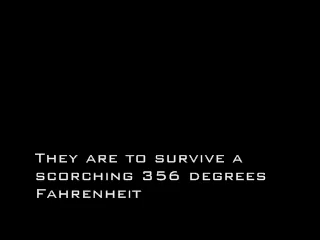 They are to survive a
scorching 356 degrees
Fahrenheit